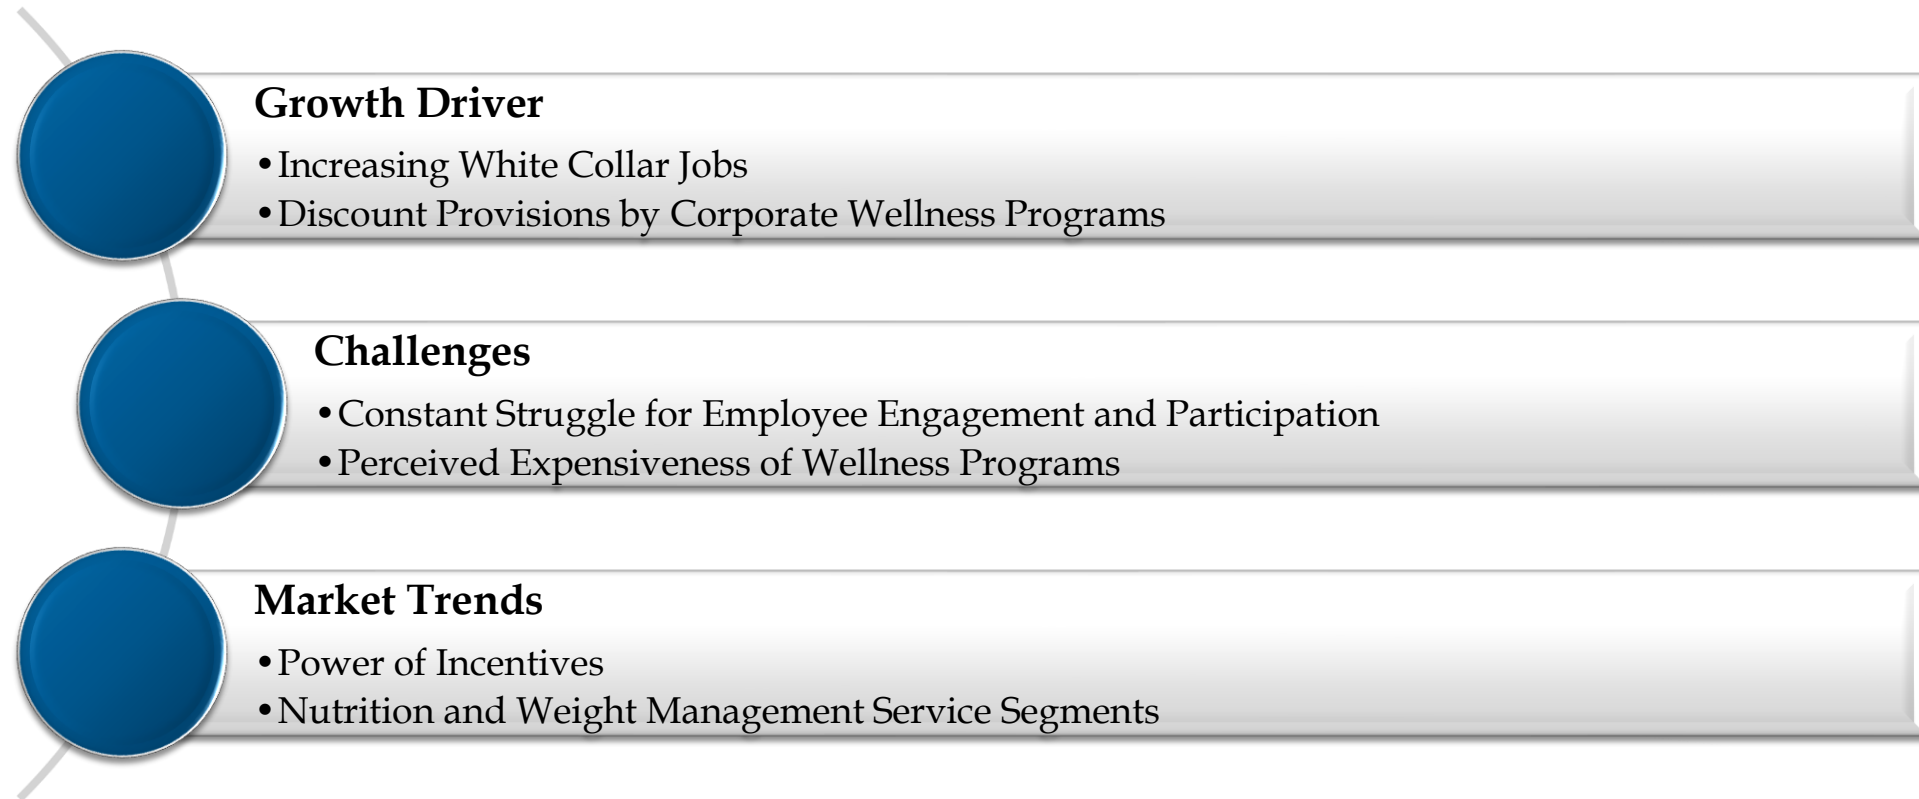 Growth Driver
•Increasing White Collar Jobs
•Discount Provisions by Corporate Wellness Programs
Challenges
•Constant Struggle for Employee Engagement and Participation
•Perceived Expensiveness of Wellness Programs
Market Trends
•Power of Incentives
•Nutrition and Weight Management Service Segments